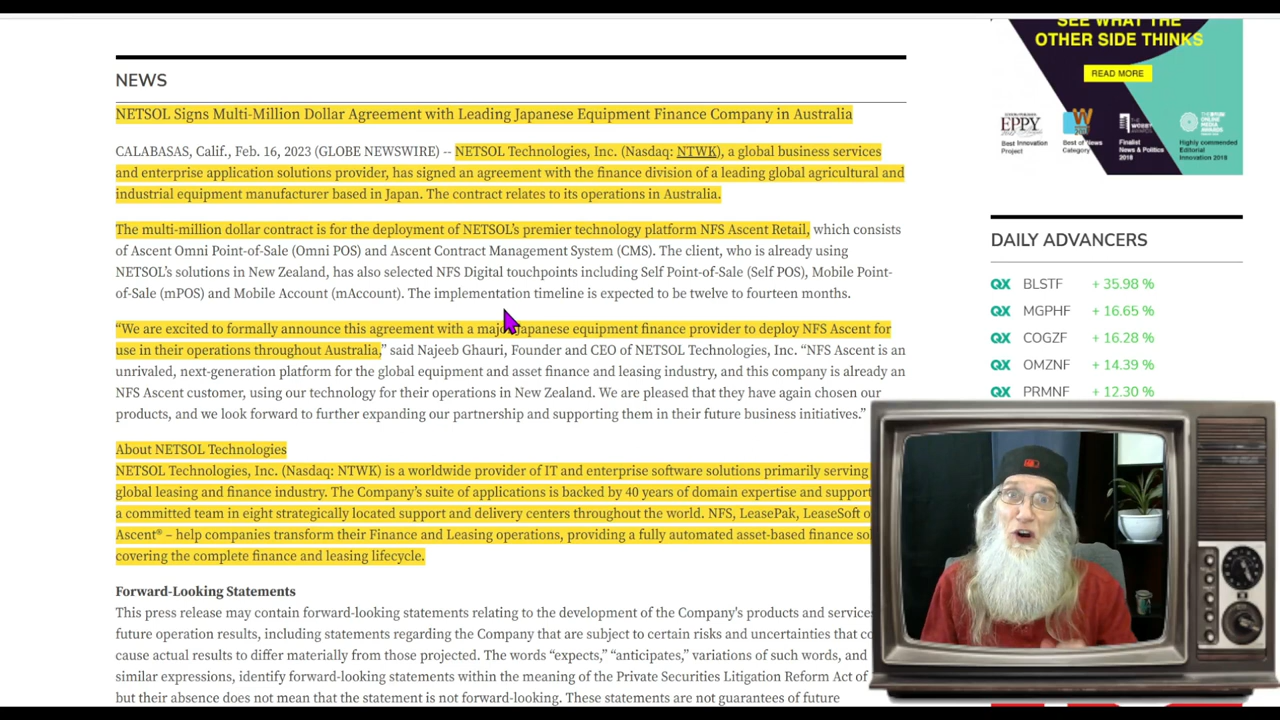 SEE WHAT THE
OTHER SIDE THINKS
READ MORE
EPPY
Best Innovation
Project
Best of News
Category
Finalist
News & Politics
2018
Highly commended
Editorial
Innovation 2018
NEWS
NETSOL Signs Multi-Million Dollar Agreement with Leading Japanese Equipment Finance Company in Australia
CALABASAS, Calif., Feb. 16, 2023 (GLOBE NEWSWIRE) -- NETSOL Technologies, Inc. (Nasdaq: NTWK), a global business services
and enterprise application solutions provider, has signed an agreement with the finance division of a leading global agricultural and
industrial equipment manufacturer based in Japan. The contract relates to its operations in Australia.
The multi-million dollar contract is for the deployment of NETSOL’s premier technology platform NFS Ascent Retail, which consists
of Ascent Omni Point-of-Sale (Omni POS) and Ascent Contract Management System (CMS). The client, who is already using
NETSOL’s solutions in New Zealand, has also selected NFS Digital touchpoints including Self Point-of-Sale (Self POS), Mobile Point-
of-Sale (mPOS) and Mobile Account (mAccount). The implementation timeline is expected to be twelve to fourteen months.
“We are excited to formally announce this agreement with a major Japanese equipment finance provider to deploy NFS Ascent for
use in their operations throughout Australia,” said Najeeb Ghauri, Founder and CEO of NETSOL Technologies, Inc. “NFS Ascent is an
unrivaled, next-generation platform for the global equipment and asset finance and leasing industry, and this company is already an
NFS Ascent customer, using our technology for their operations in New Zealand. We are pleased that they have again chosen our
products, and we look forward to further expanding our partnership and supporting them in their future business initiatives.”
About NETSOL Technologies
NETSOL Technologies, Inc. (Nasdaq: NTWK) is a worldwide provider of IT and enterprise software solutions primarily serving
global leasing and finance industry. The Company’s suite of applications is backed by 40 years of domain expertise and support
a committed team in eight strategically located support and delivery centers throughout the world. NFS, LeasePak, LeaseSoft o
Ascent® – help companies transform their Finance and Leasing operations, providing a fully automated asset-based finance so
covering the complete finance and leasing lifecycle.
Forward-Looking Statements
This press release may contain forward-looking statements relating to the development of the Company’s products and services
future operation results, including statements regarding the Company that are subject to certain risks and uncertainties that co
cause actual results to differ materially from those projected. The words “expects,” “anticipates,” variations of such words, and
similar expressions, identify forward-looking statements within the meaning of the Private Securities Litigation Reform Act of
but their absence does not mean that the statement is not forward-looking. These statements are not guarantees of future
DAILY ADVANCERS
QX BLSTF + 35.98 %
QX MGPHF + 16.65 %
QX COGZF + 16.28 %
QX OMZNF + 14.39 %
QX PRMNF + 12.30 %